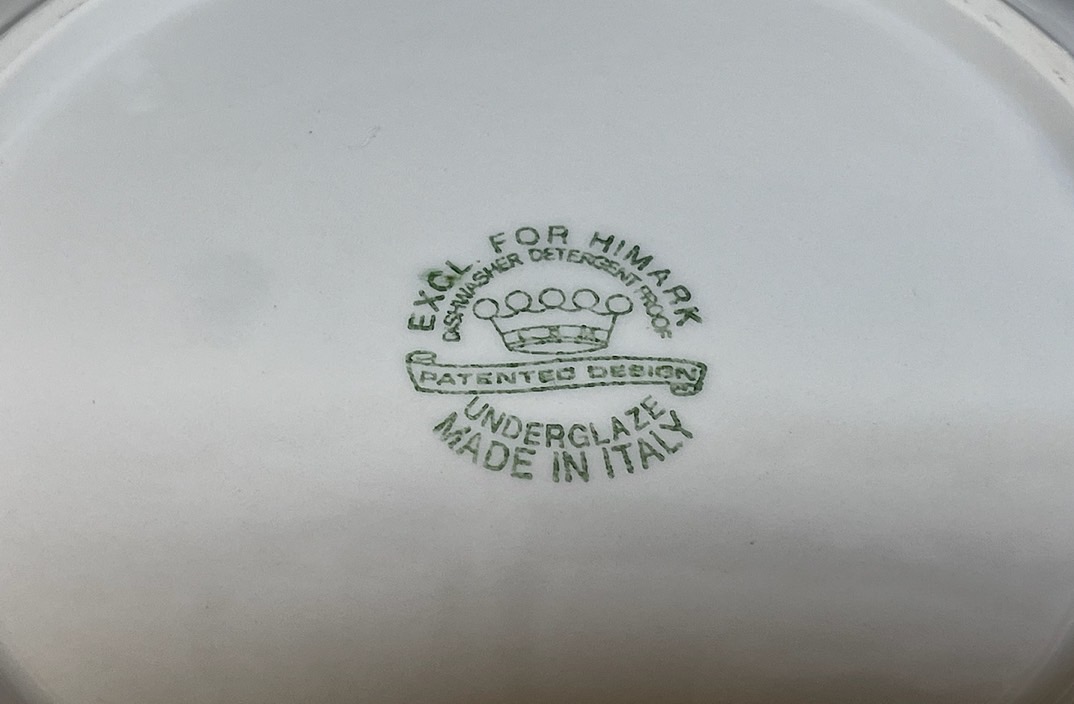 EXCL. FOR HIMARK
DISHWASHER DETERGENT PROOF
PATENTED DESIGN
UNDERGLAZE
MADE IN ITALY